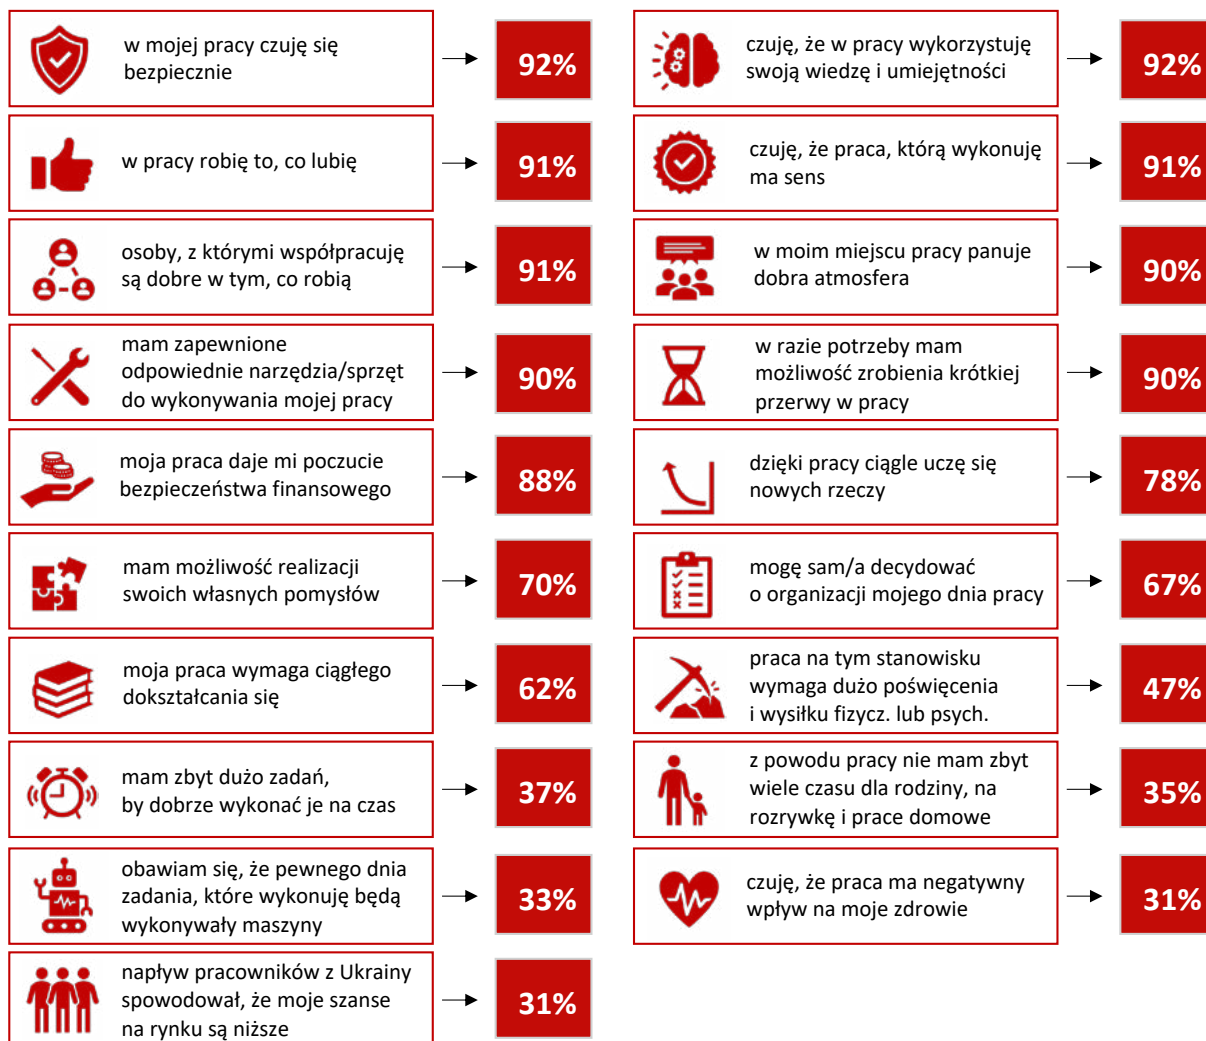 w mojej pracy czuję się
bezpiecznie
92%
czuję, że w pracy wykorzystuję
swoją wiedzę i umiejętności
92%
w pracy robię to, co lubię
91%
czuję, że praca, którą wykonuję
ma sens
91%
osoby, z którymi współpracuję
są dobre w tym, co robią
91%
w moim miejscu pracy panuje
dobra atmosfera
90%
mam zapewnione
odpowiednie narzędzia/sprzęt
do wykonywania mojej pracy
90%
w razie potrzeby mam
możliwość zrobienia krótkiej
przerwy w pracy
90%
moja praca daje mi poczucie
bezpieczeństwa finansowego
88%
dzięki pracy ciągle uczę się
nowych rzeczy
78%
mam możliwość realizacji
swoich własnych pomysłów
70%
mogę sam/a decydować
o organizacji mojego dnia pracy
67%
moja praca wymaga ciągłego
dokształcania się
62%
praca na tym stanowisku
wymaga dużo poświęcenia
i wysiłku fizycz. lub psych.
47%
mam zbyt dużo zadań,
by dobrze wykonać je na czas
37%
z powodu pracy nie mam zbyt
wiele czasu dla rodziny, na
rozrywkę i prace domowe
35%
obawiam się, że pewnego dnia
zadania, które wykonuję będą
wykonywały maszyny
33%
czuję, że praca ma negatywny
wpływ na moje zdrowie
31%
napływ pracowników z Ukrainy
spowodował, że moje szanse
na rynku są niższe
31%